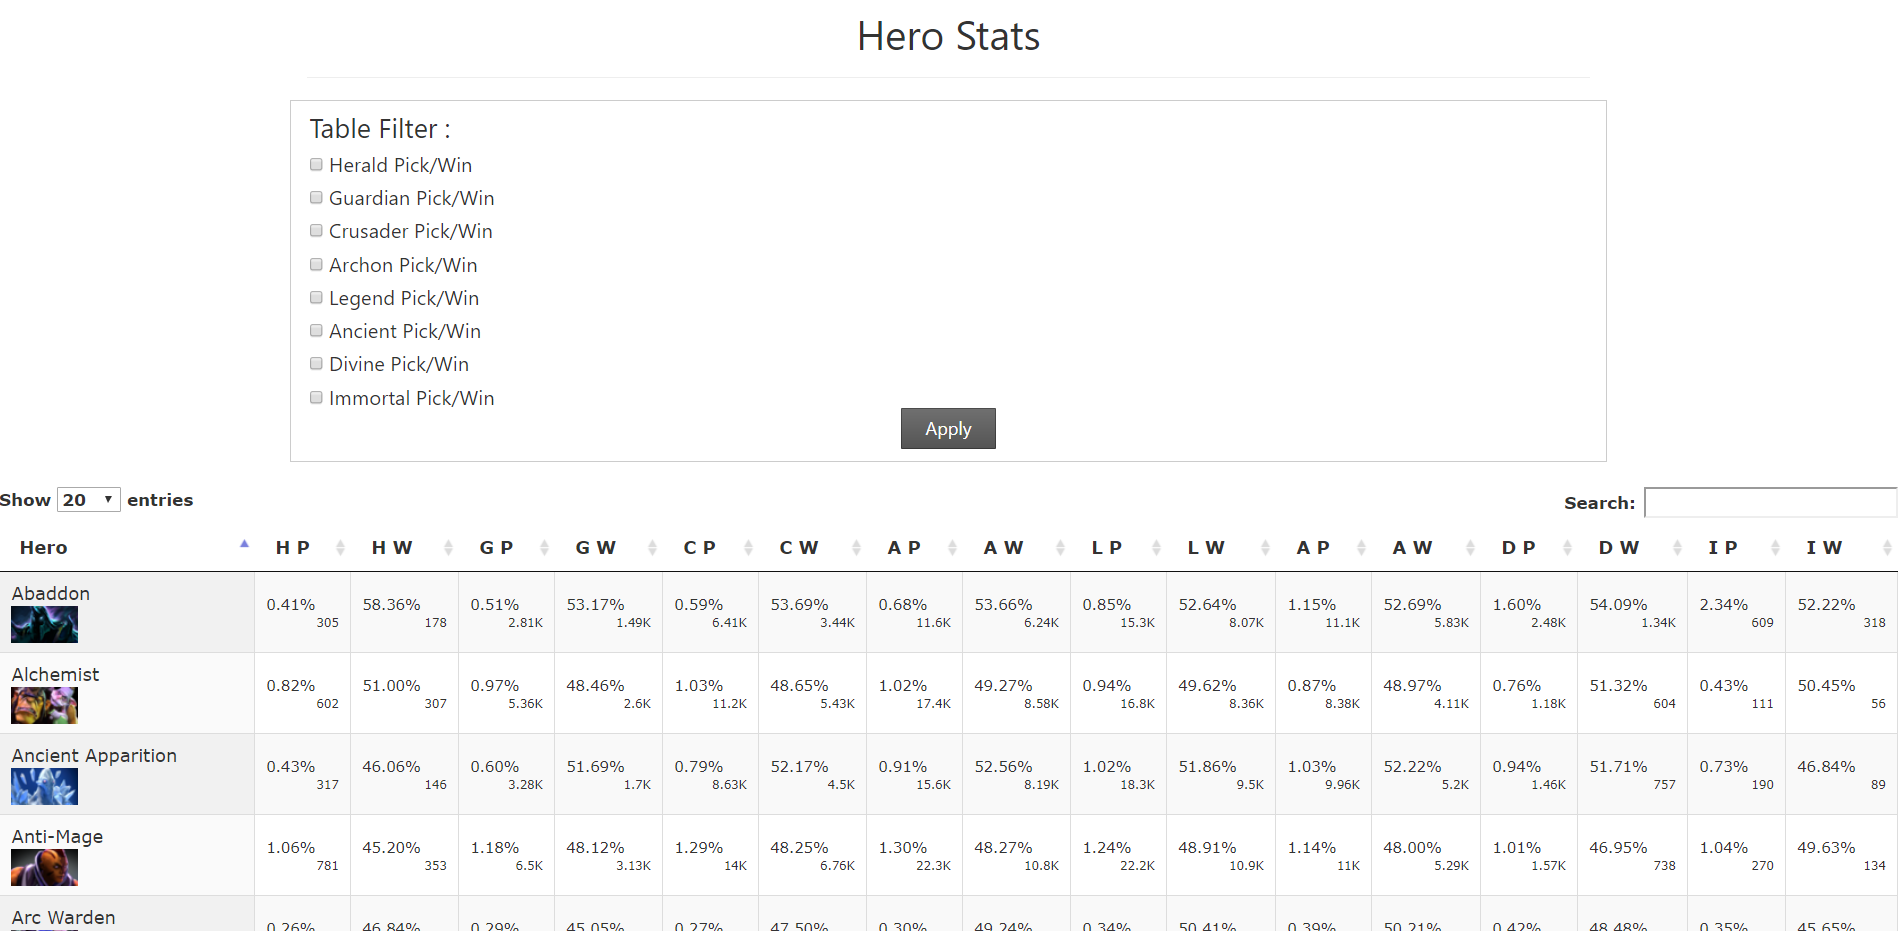 Hero Stats
Table Filter :
Herald Pick/Win
Guardian Pick/Win
Crusader Pick/Win
Archon Pick/Win
Legend Pick/Win
Ancient Pick/Win
Divine Pick/Win
Immortal Pick/Win
Apply
Show 20 entries Search:
Hero H P H W G P G W C P C W A P A W L P L W A P A W D P D W I P I W
Abaddon
0.41% 58.36% 0.51% 53.17% 0.59% 53.69% 0.68% 53.66% 0.85% 52.64% 1.15% 52.69% 1.60% 54.09% 2.34% 52.22%
305 178 2.81K 1.49K 6.41K 3.44K 11.6K 6.24K 15.3K 8.07K 11.1K 5.83K 2.48K 1.34K 609 318
Alchemist
0.82% 51.00% 0.97% 48.46% 1.03% 48.65% 1.02% 49.27% 0.94% 49.62% 0.87% 48.97% 0.76% 51.32% 0.43% 50.45%
602 307 5.36K 2.6K 11.2K 5.43K 17.4K 8.58K 16.8K 8.36K 8.38K 4.11K 1.18K 604 111 56
Ancient Apparition
0.43% 46.06% 0.60% 51.69% 0.79% 52.17% 0.91% 52.56% 1.02% 51.86% 1.03% 52.22% 0.94% 51.71% 0.73% 46.84%
317 146 3.28K 1.7K 8.63K 4.5K 15.6K 8.19K 18.3K 9.5K 9.96K 5.2K 1.46K 757 190 89
Anti-Mage
1.06% 45.20% 1.18% 48.12% 1.29% 48.25% 1.30% 48.27% 1.24% 48.91% 1.14% 48.00% 1.01% 46.95% 1.04% 49.63%
781 353 6.5K 3.13K 14K 6.76K 22.3K 10.8K 22.2K 10.9K 11K 5.29K 1.57K 738 270 134
Arc Warden
0.26% 46.84% 0.29% 45.05% 0.27% 47.50% 0.30% 49.24% 0.34% 50.41% 0.39% 50.21% 0.42% 48.48% 0.35% 45.65%